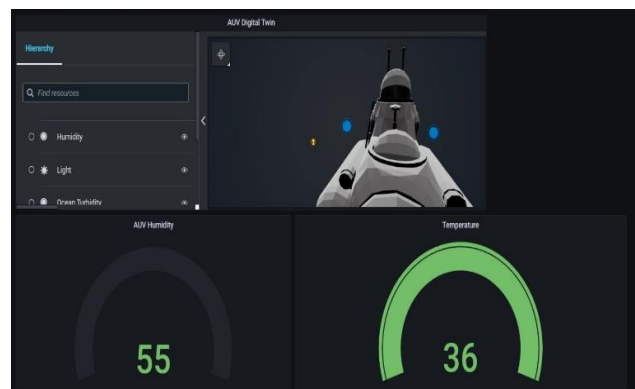 AUV Digital Twin
Hierarchy
Find resources
Humidity
Light
Ocean Turbidity
AUV Humidity
Temperature
55
36